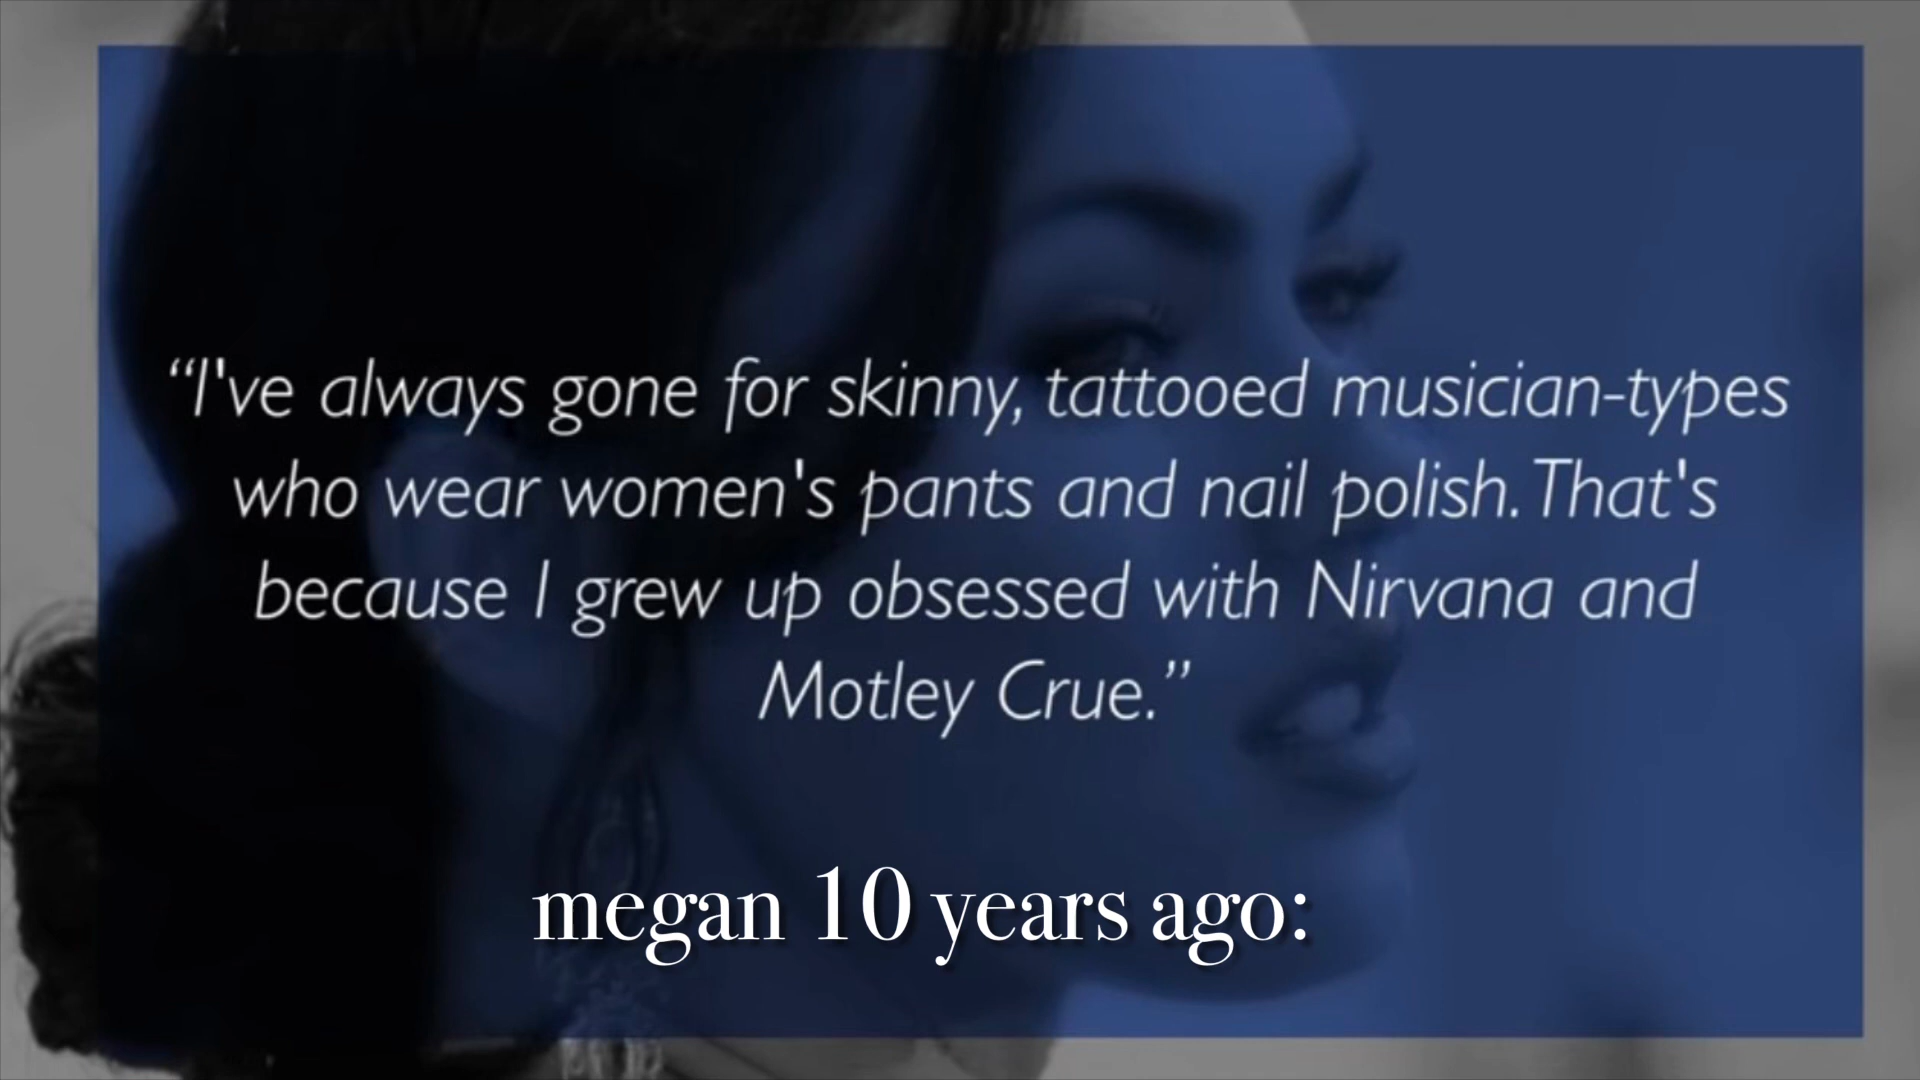 “I've always gone for skinny, tattooed musician-types
who wear women's pants and nail polish. That's
because I grew up obsessed with Nirvana and
Motley Crue.”
megan 10 years ago: